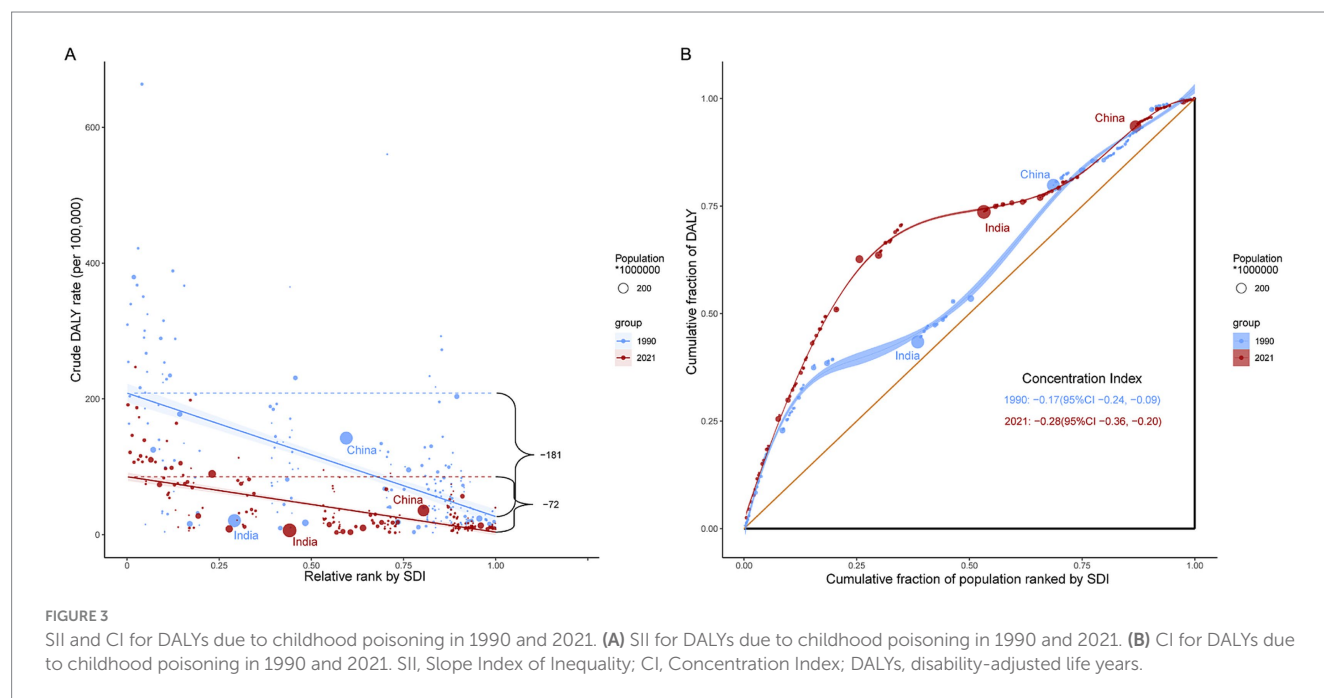 A
Crude DALY rate (per 100,000)
600
400
200
0
China
India
China
India
−181
−72
0
0.25
0.50
0.75
1.00
Relative rank by SDI
Population
*1000000
200
group
1990
2021
B
Cumulative fraction of DALY
1.00
0.75
0.50
0.25
0.00
China
China
India
India
Concentration Index
1990: −0.17(95%CI −0.24, −0.09)
2021: −0.28(95%CI −0.36, −0.20)
0.00
0.25
0.50
0.75
1.00
Cumulative fraction of population ranked by SDI
Population
*1000000
200
group
1990
2021
FIGURE 3
SII and CI for DALYs due to childhood poisoning in 1990 and 2021. (A) SII for DALYs due to childhood poisoning in 1990 and 2021. (B) CI for DALYs due
to childhood poisoning in 1990 and 2021. SII, Slope Index of Inequality; CI, Concentration Index; DALYs, disability-adjusted life years.